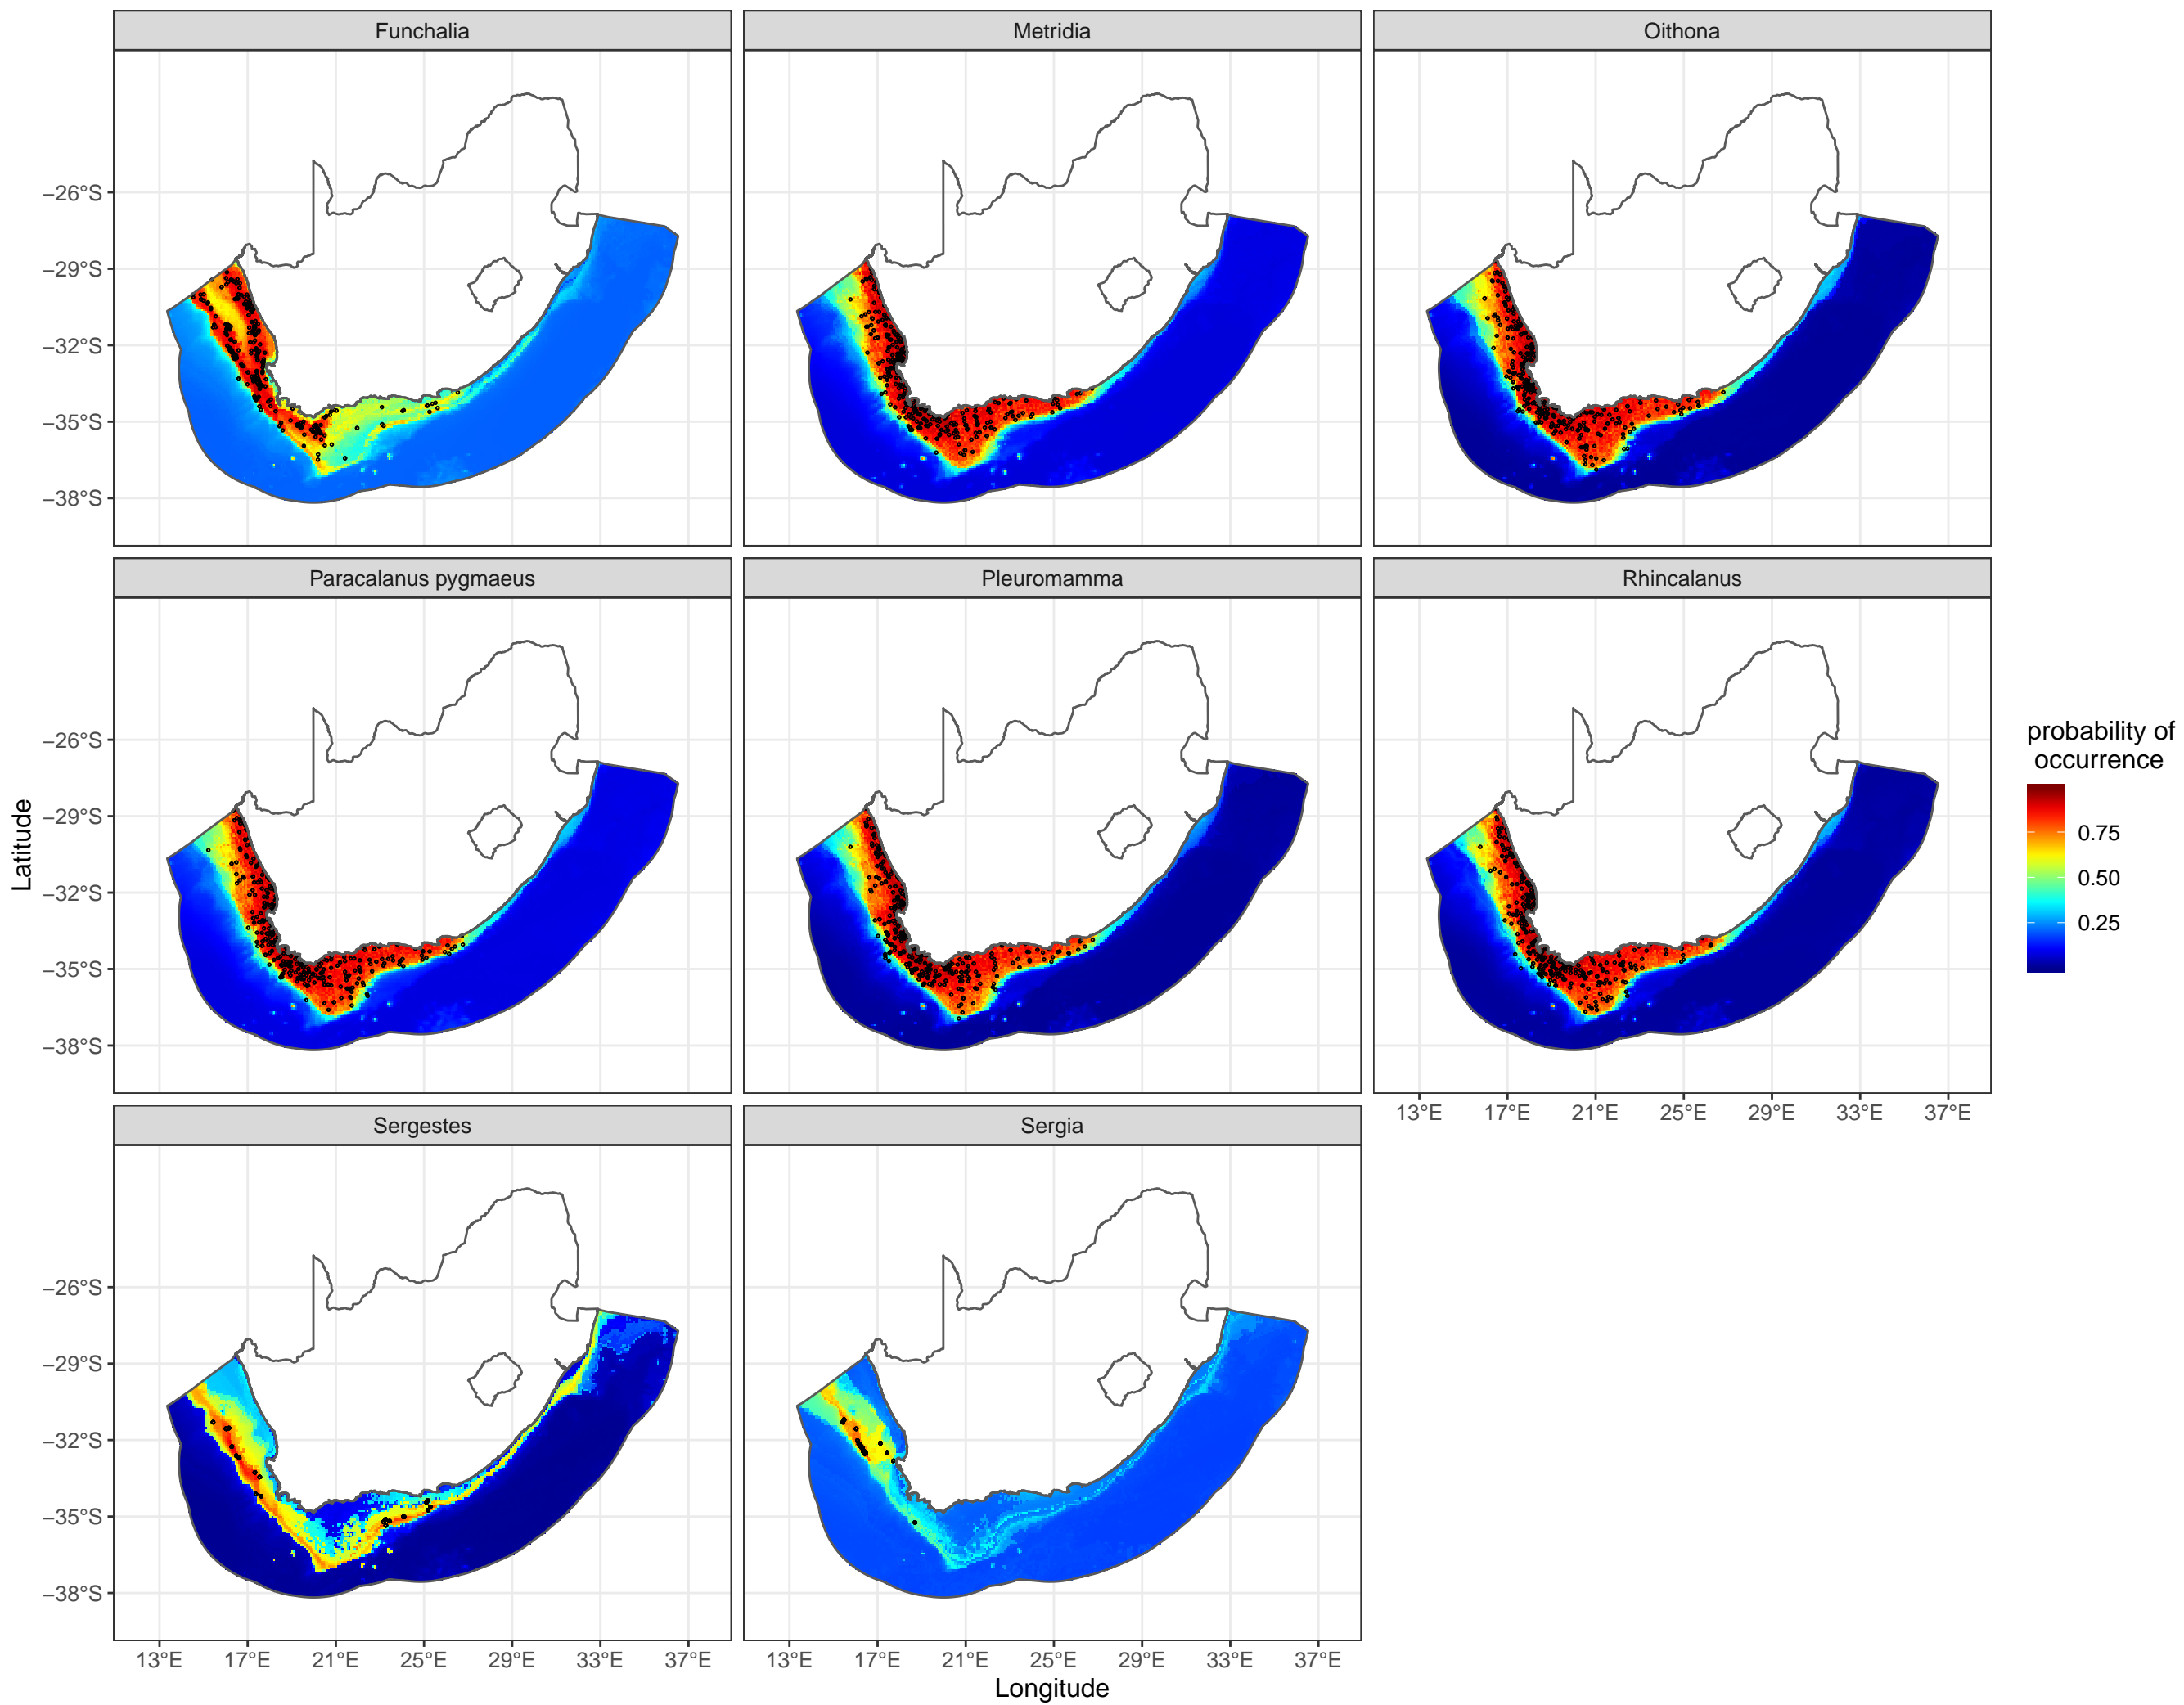 Funchalia Metridia Oithona
−26°S
−29°S
−32°S
−35°S
−38°S
Paracalanus pygmaeus Pleuromamma Rhincalanus
−26°S
−29°S
−32°S
−35°S
−38°S
13°E 17°E 21°E 25°E 29°E 33°E 37°E
Latitude
probability of
occurrence
0.75
0.50
0.25
Sergestes Sergia
−26°S
−29°S
−32°S
−35°S
−38°S
13°E 17°E 21°E 25°E 29°E 33°E 37°E 13°E 17°E 21°E 25°E 29°E 33°E 37°E
Longitude